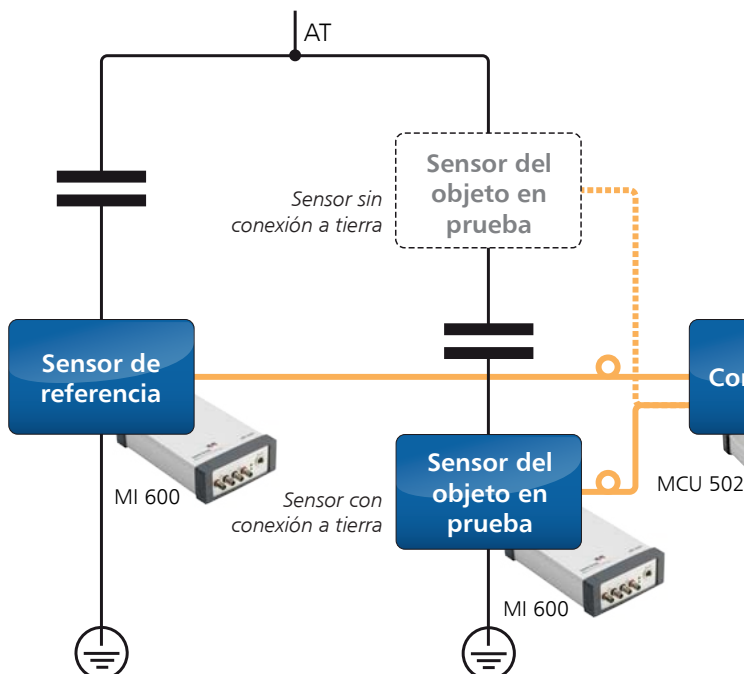 AT
Sensor del
objeto en
prueba
Sensor sin
conexión a tierra
Sensor de
referencia
MI 600
Sensor del
objeto en
prueba
Sensor con
conexión a tierra
MI 600
MCU 502